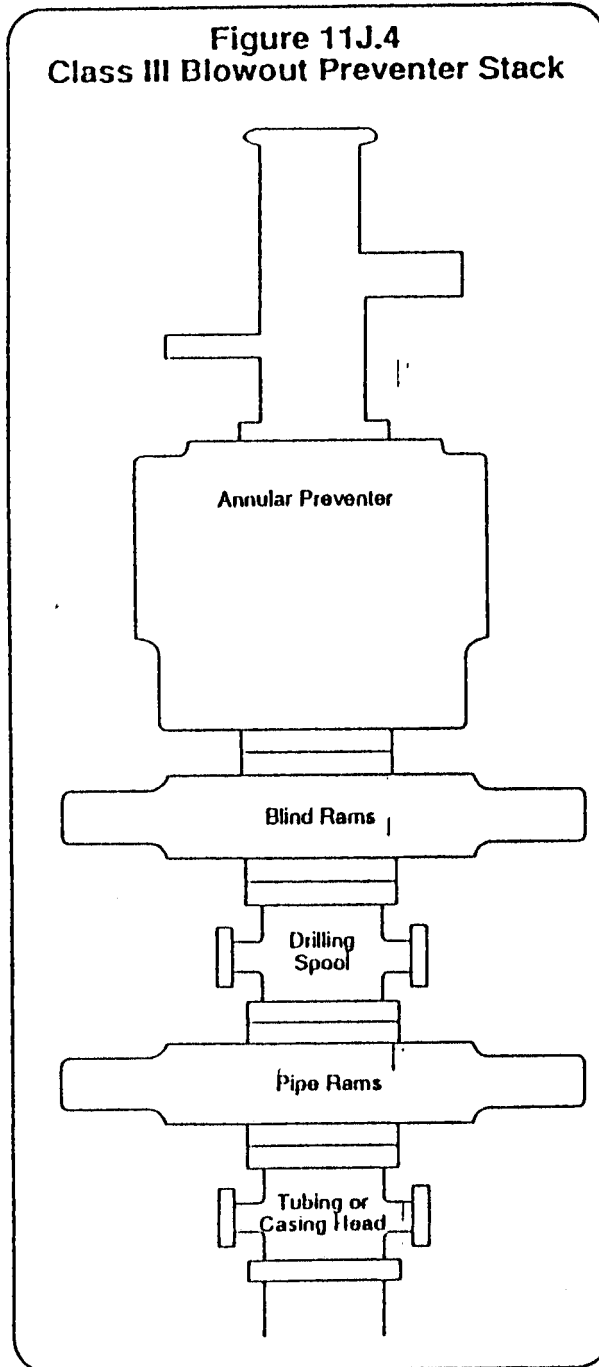 Figure 11J.4
Class III Blowout Preventer Stack
Annular Preventer
Blind Rams
Drilling
Spool
Pipe Rams
Tubing or
Casing Head